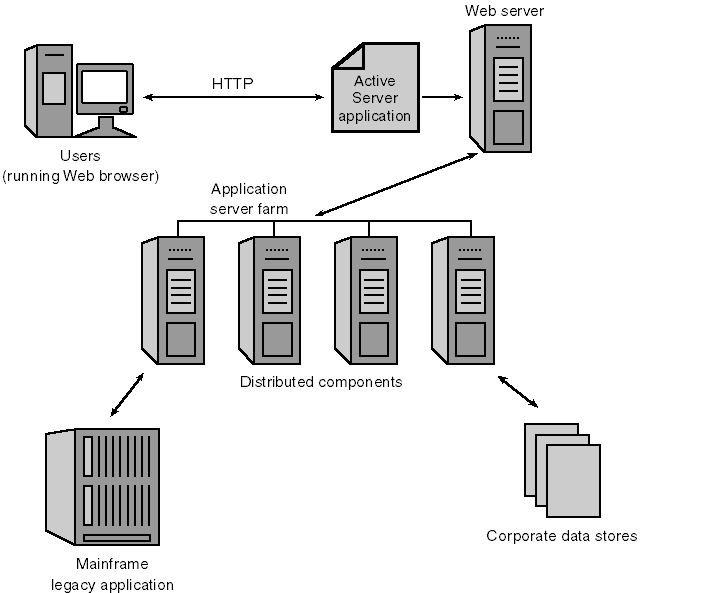 Web server
HTTP
Active
Server
application
Users
(running Web browser)
Application
server farm
Distributed components
Corporate data stores
Mainframe
legacy application